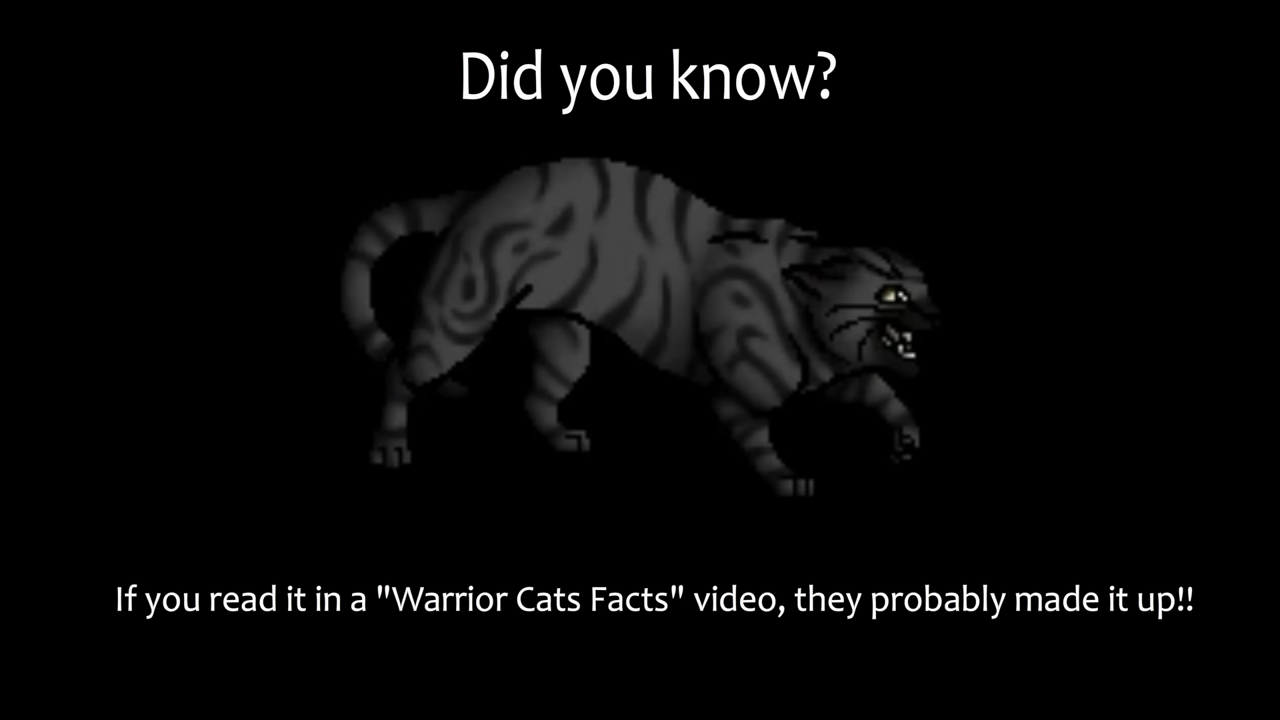 Did you know?
If you read it in a "Warrior Cats Facts" video, they probably made it up!!